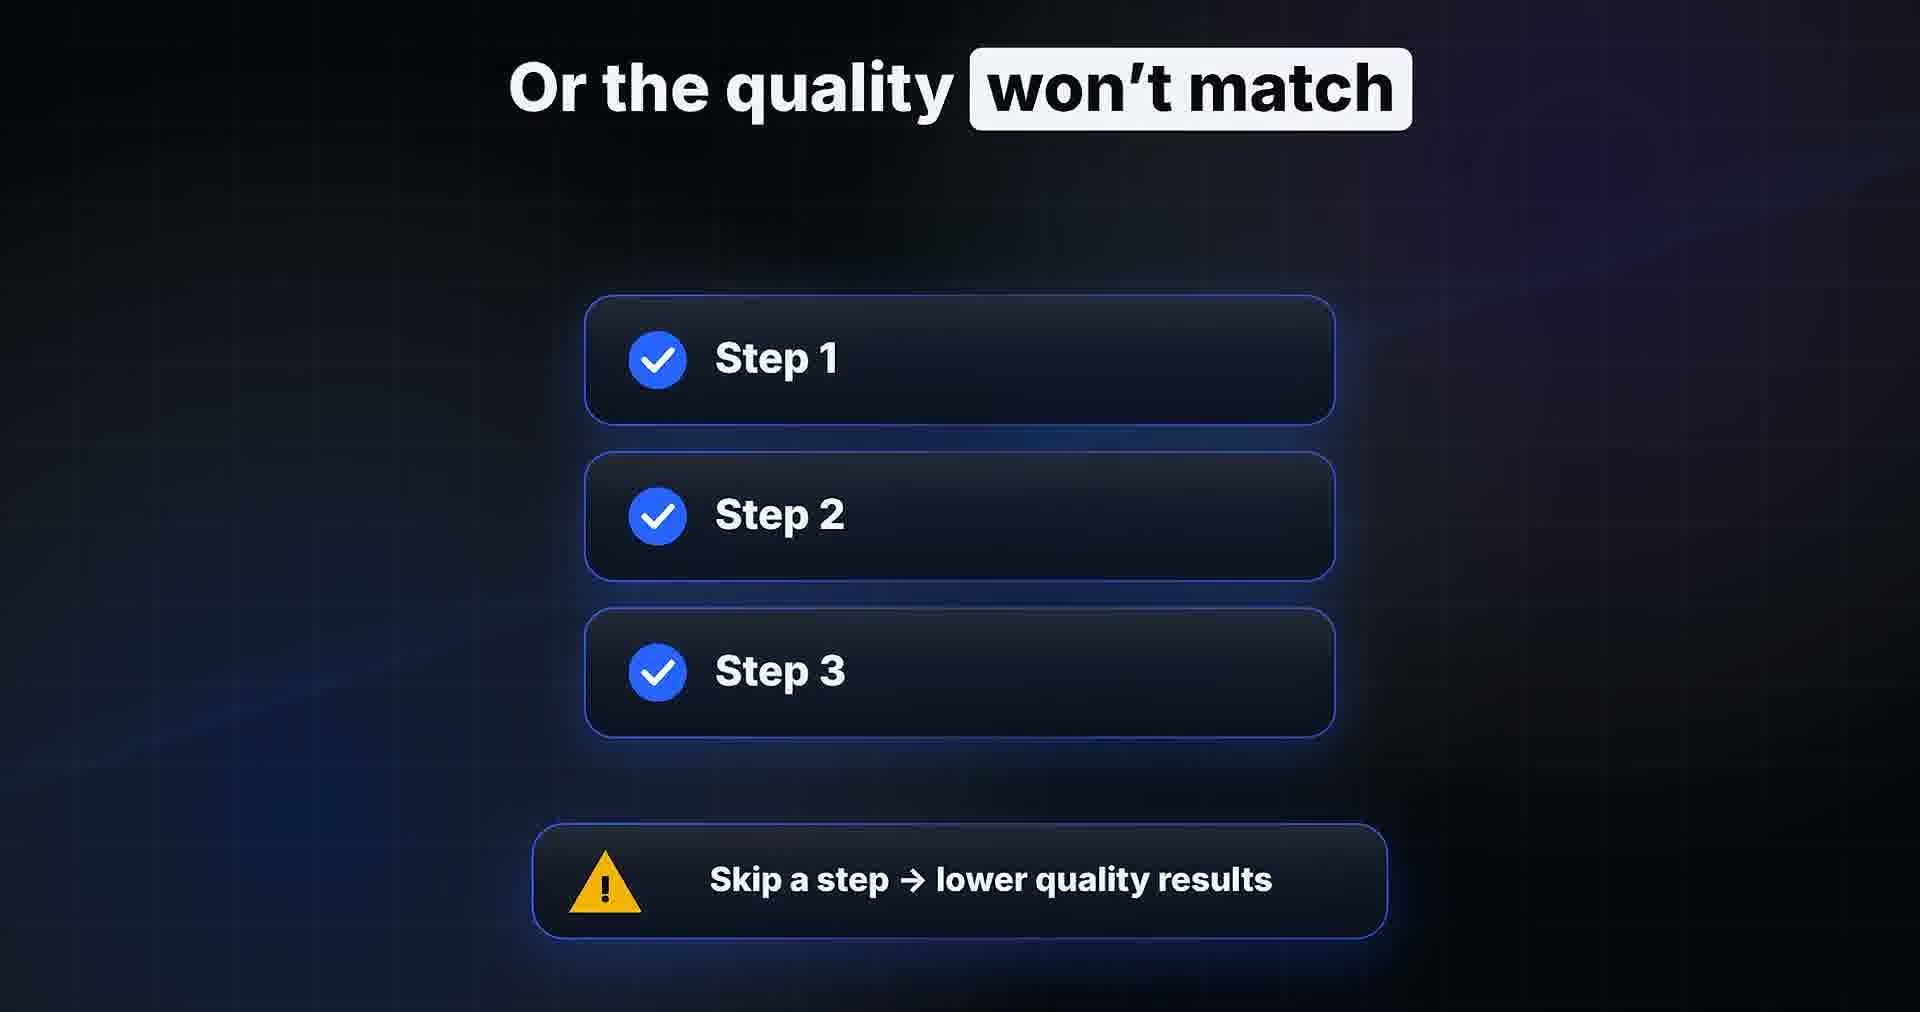 Or the quality won’t match
Step 1
Step 2
Step 3
Skip a step → lower quality results